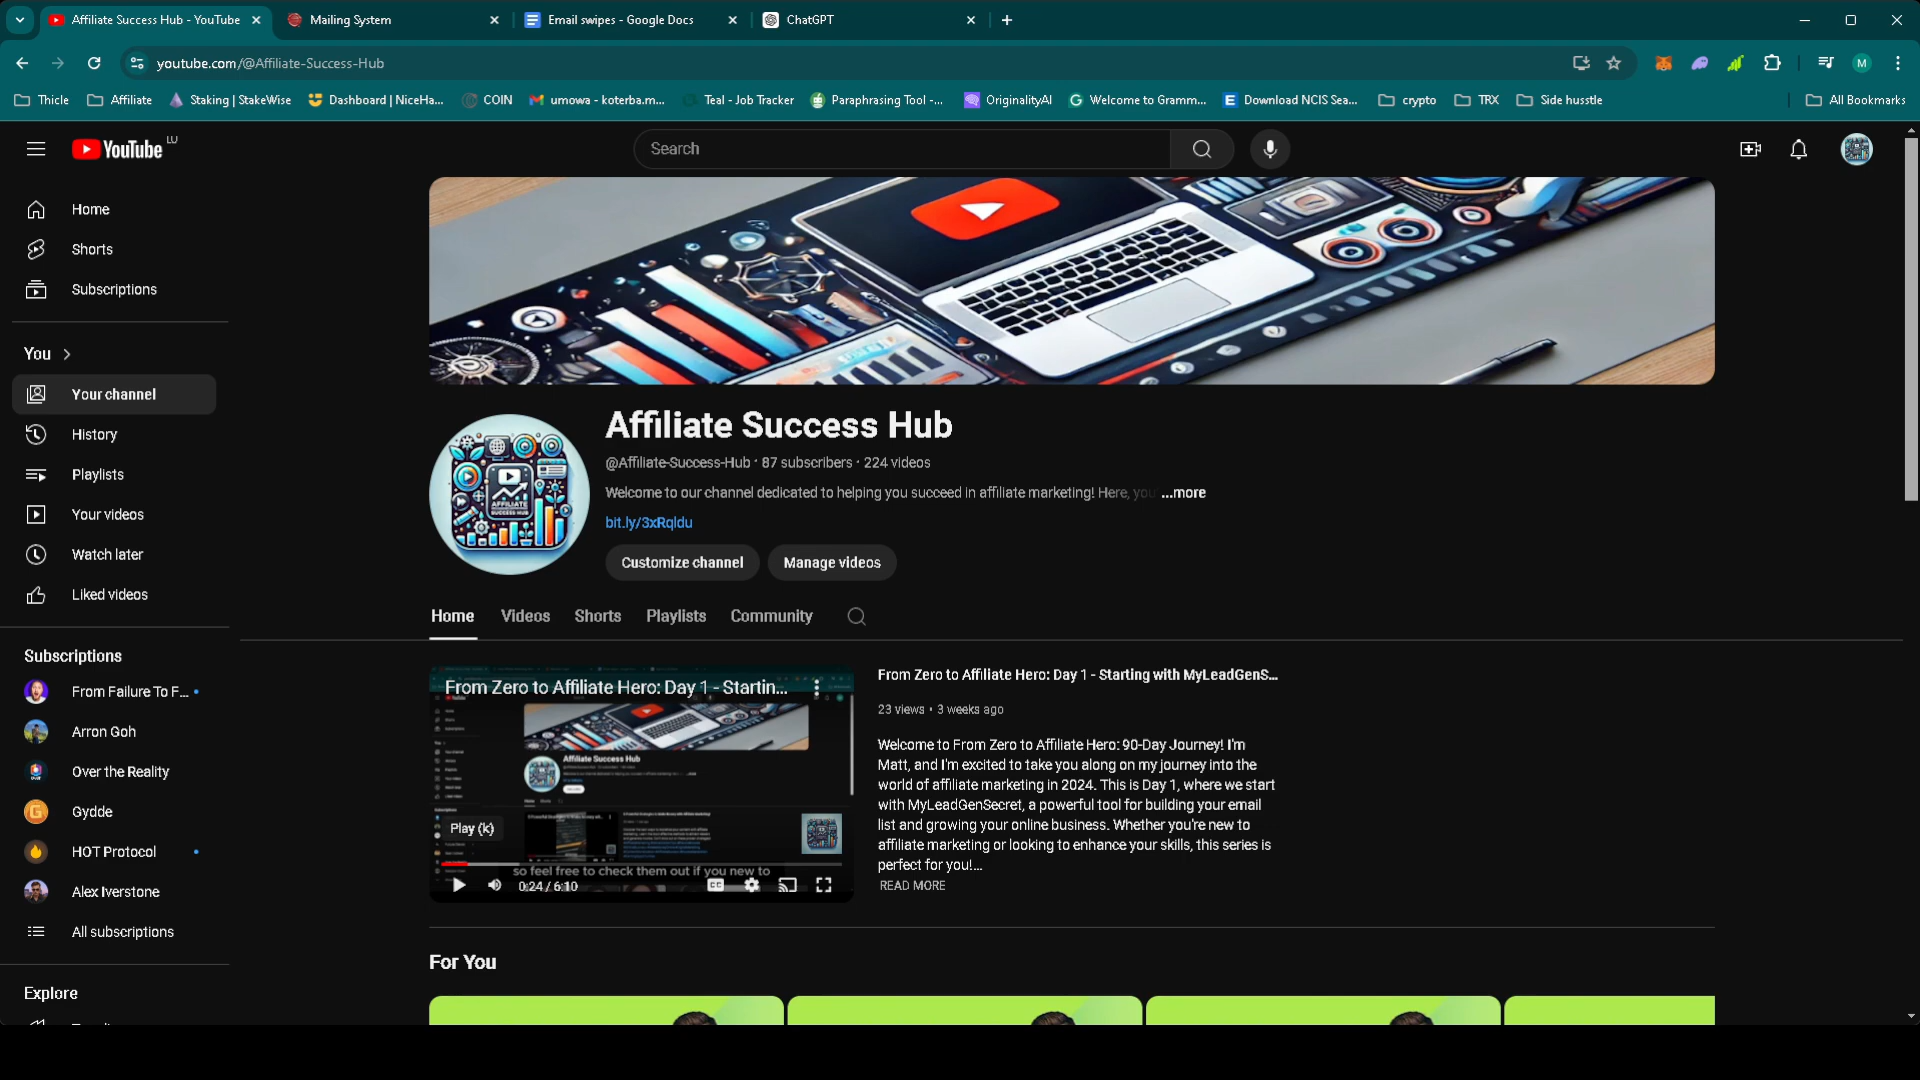 Affiliate Success Hub - YouTube
Mailing System
Email swipes - Google Docs
ChatGPT
youtube.com/@Affiliate-Success-Hub
M
Thicle
Affiliate
Staking | StakeWise
Dashboard | NiceHa...
COIN
umowa - koterba.m...
Teal - Job Tracker
Paraphrasing Tool -...
OriginalityAI
Welcome to Gramm...
Download NCIS Sea...
crypto
TRX
Side husstle
All Bookmarks
YouTube LU
Search
Home
Shorts
Subscriptions
You
Your channel
History
Playlists
Your videos
Watch later
Liked videos
Subscriptions
From Failure To F...
Arron Goh
Over the Reality
Gydde
HOT Protocol
Alex Iverstone
All subscriptions
Explore
AFFILIATE
SUCCESS HUB
Affiliate Success Hub
@Affiliate-Success-Hub · 87 subscribers · 224 videos
Welcome to our channel dedicated to helping you succeed in affiliate marketing! Here, you ...more
bit.ly/3xRqldu
Customize channel
Manage videos
Home
Videos
Shorts
Playlists
Community
From Zero to Affiliate Hero: Day 1 - Startin...
Affiliate Success Hub
Play (k)
so feel free to check them out if you new to
0:24 / 6:10
From Zero to Affiliate Hero: Day 1 - Starting with MyLeadGenS...
23 views • 3 weeks ago
Welcome to From Zero to Affiliate Hero: 90-Day Journey! I'm
Matt, and I'm excited to take you along on my journey into the
world of affiliate marketing in 2024. This is Day 1, where we start
with MyLeadGenSecret, a powerful tool for building your email
list and growing your online business. Whether you're new to
affiliate marketing or looking to enhance your skills, this series is
perfect for you!...
READ MORE
For You